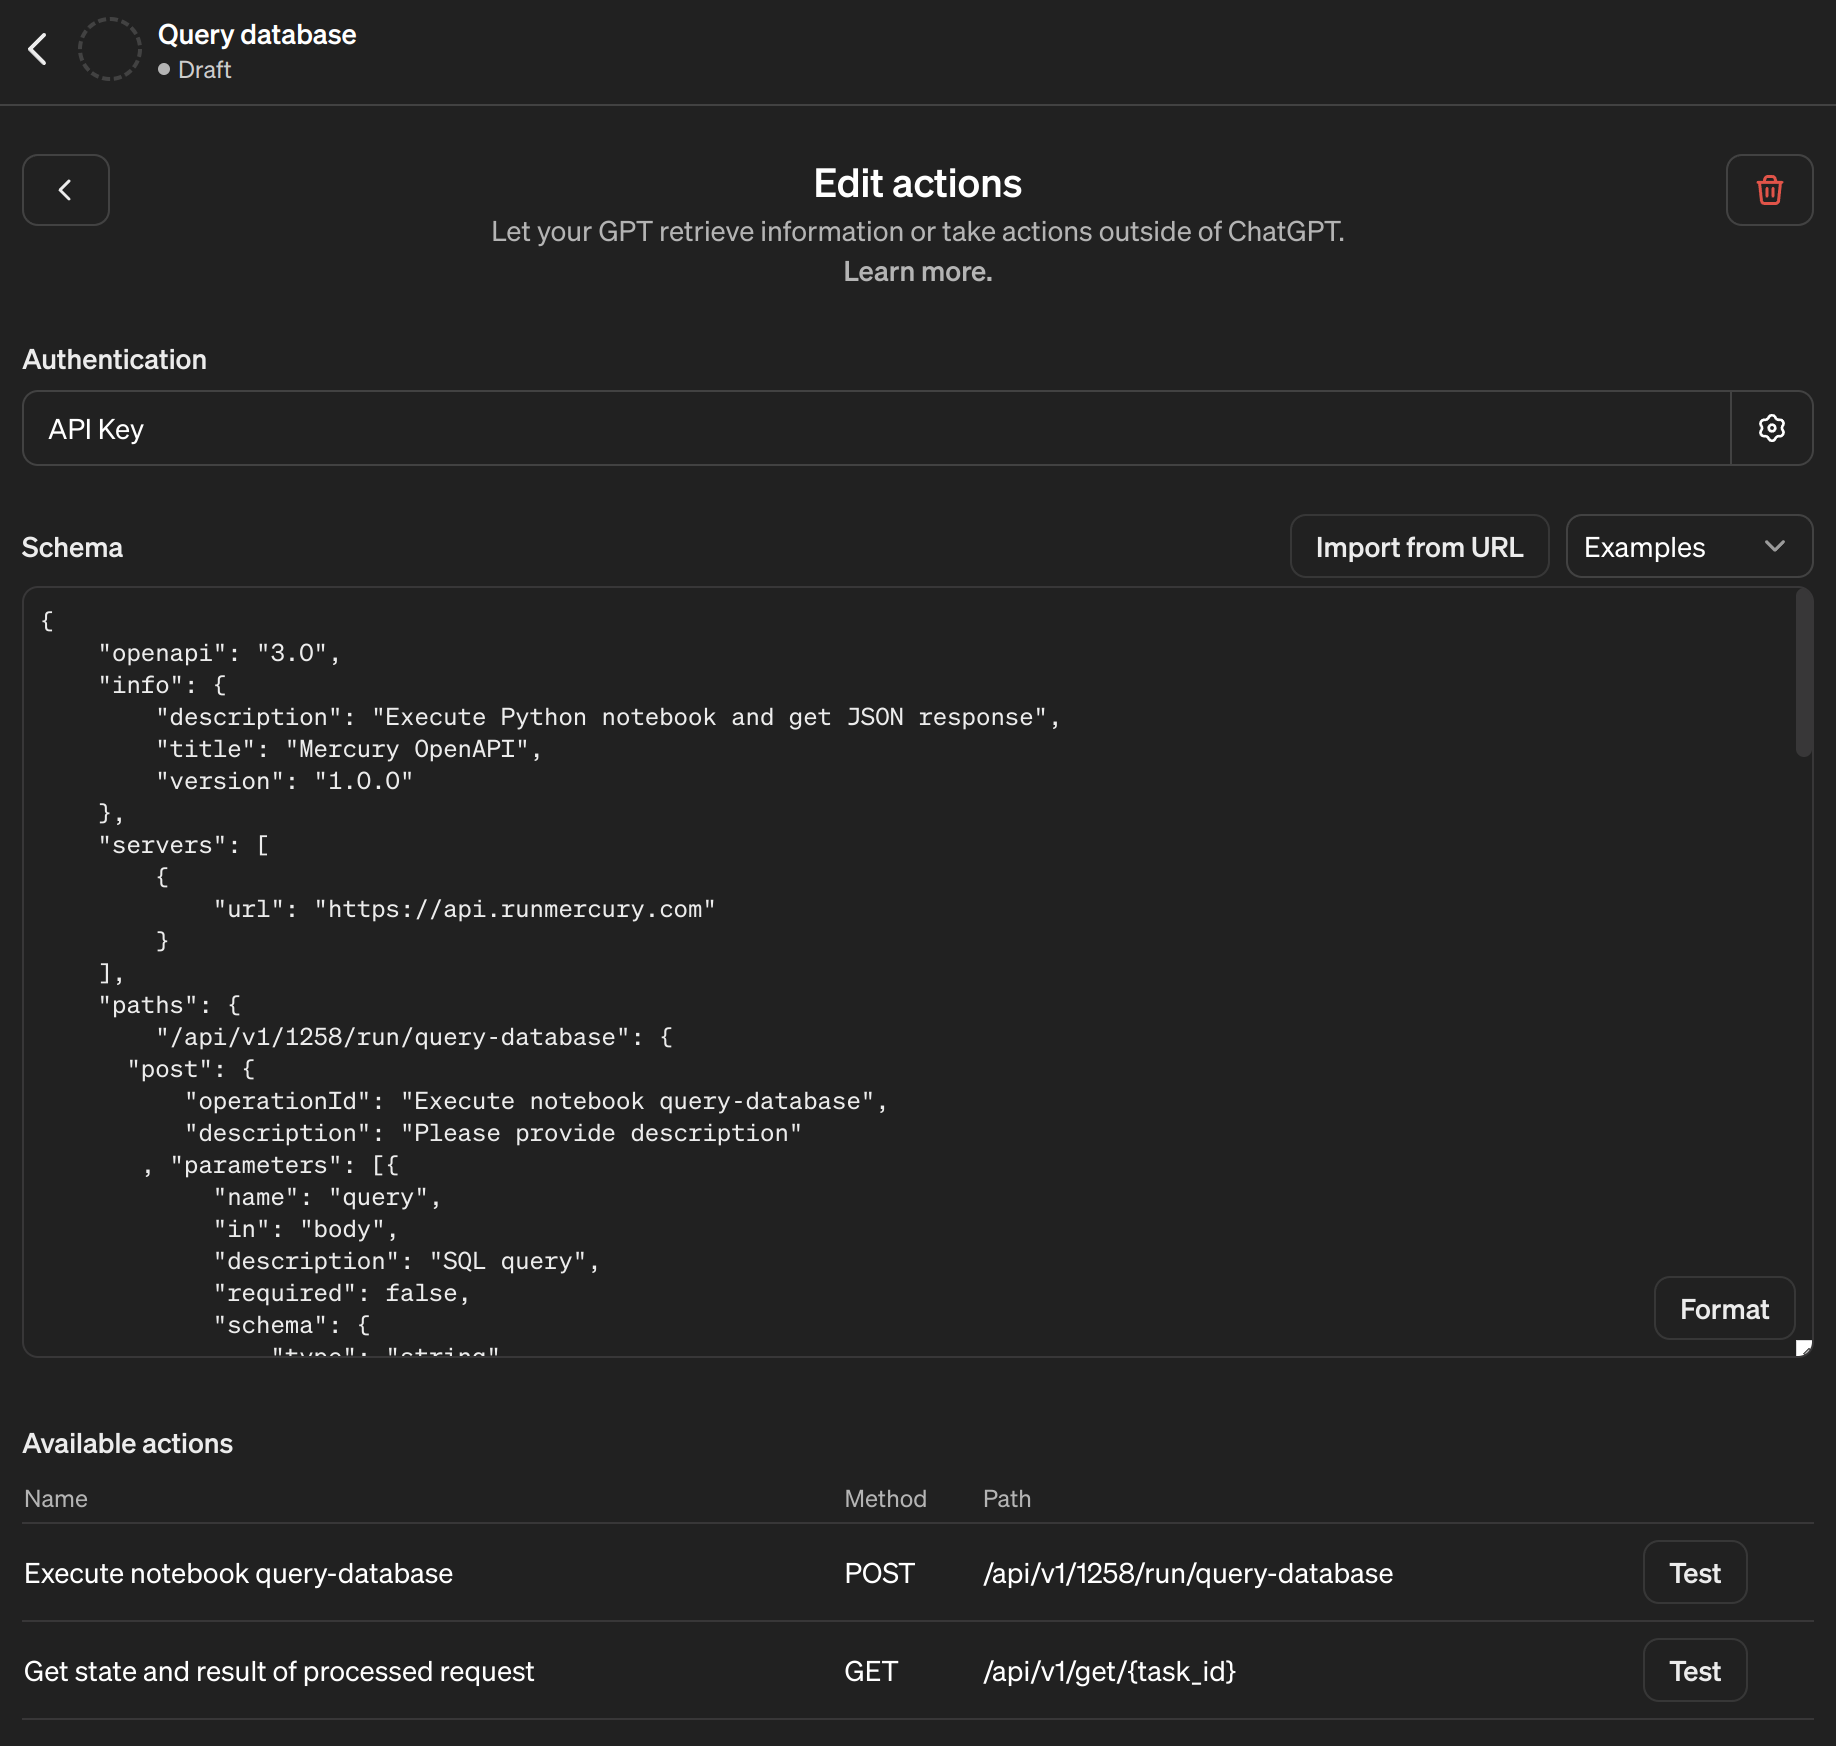 Query database
Draft
Edit actions
Let your GPT retrieve information or take actions outside of ChatGPT.
Learn more.
Authentication
API Key
Schema
Import from URL
Examples
{
    "openapi": "3.0",
    "info": {
        "description": "Execute Python notebook and get JSON response",
        "title": "Mercury OpenAPI",
        "version": "1.0.0"
    },
    "servers": [
        {
            "url": "https://api.runmercury.com"
        }
    ],
    "paths": {
        "/api/v1/1258/run/query-database": {
      "post": {
          "operationId": "Execute notebook query-database",
          "description": "Please provide description"
       , "parameters": [{
            "name": "query",
            "in": "body",
            "description": "SQL query",
            "required": false,
            "schema": {
                "type": "string"
Format
Available actions
Name Method Path
Execute notebook query-database POST /api/v1/1258/run/query-database Test
Get state and result of processed request GET /api/v1/get/{task_id} Test